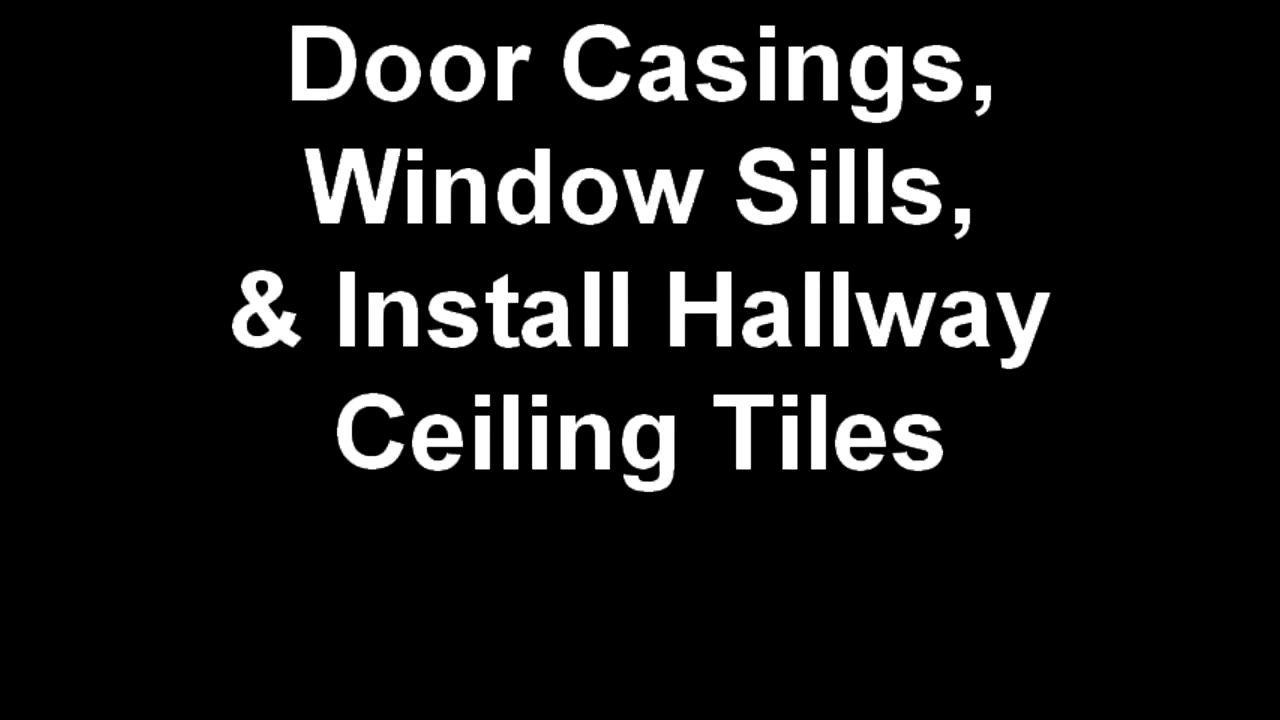 Door Casings,
Window Sills,
& Install Hallway
Ceiling Tiles